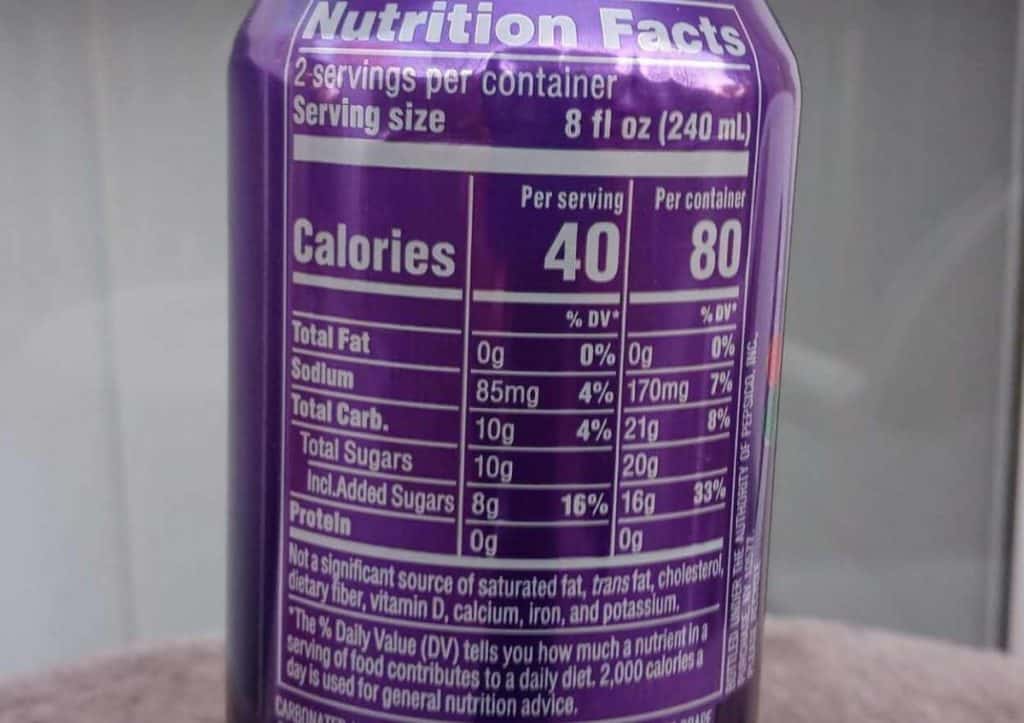 Nutrition Facts
2 servings per container
Serving size 8 fl oz (240 mL)
Per serving Per container
Calories 40 80
% DV* % DV*
Total Fat 0g 0% 0g 0%
Sodium 85mg 4% 170mg 7%
Total Carb. 10g 4% 21g 8%
Total Sugars 10g 20g
Incl.Added Sugars 8g 16% 16g 33%
Protein 0g 0g
Not a significant source of saturated fat, trans fat, cholesterol,
dietary fiber, vitamin D, calcium, iron, and potassium.
*The % Daily Value (DV) tells you how much a nutrient in a
serving of food contributes to a daily diet. 2,000 calories a
day is used for general nutrition advice.
CARBONATED
BOTTLED UNDER THE AUTHORITY OF PEPSICO, INC.